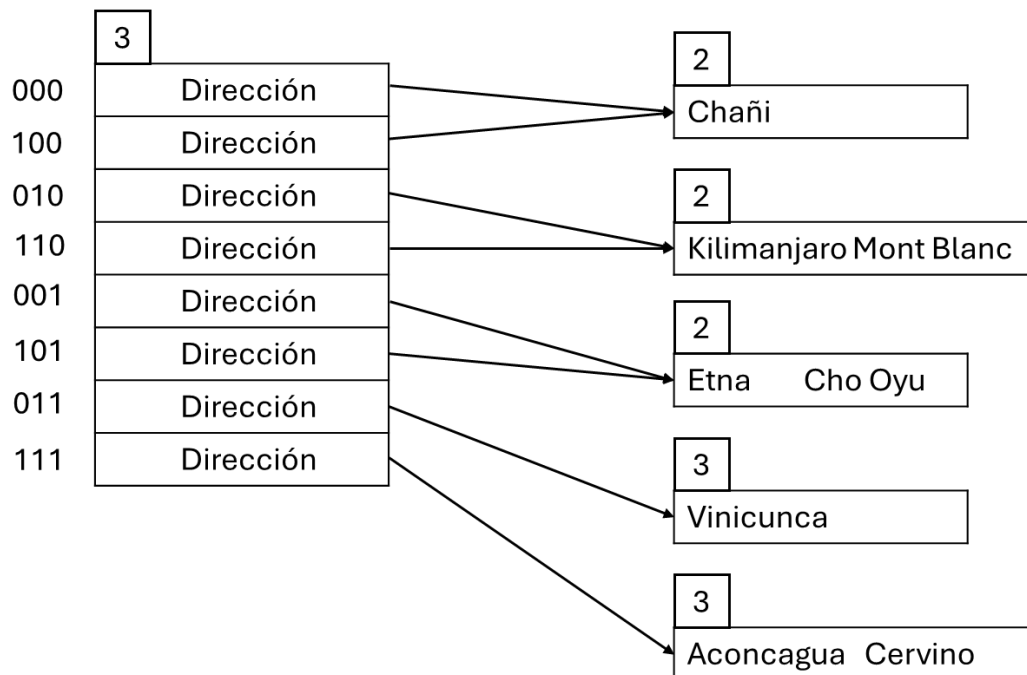 3
000 Dirección
100 Dirección
010 Dirección
110 Dirección
001 Dirección
101 Dirección
011 Dirección
111 Dirección
2
Chañi
2
Kilimanjaro Mont Blanc
2
Etna Cho Oyu
3
Vinicunca
3
Aconcagua Cervino